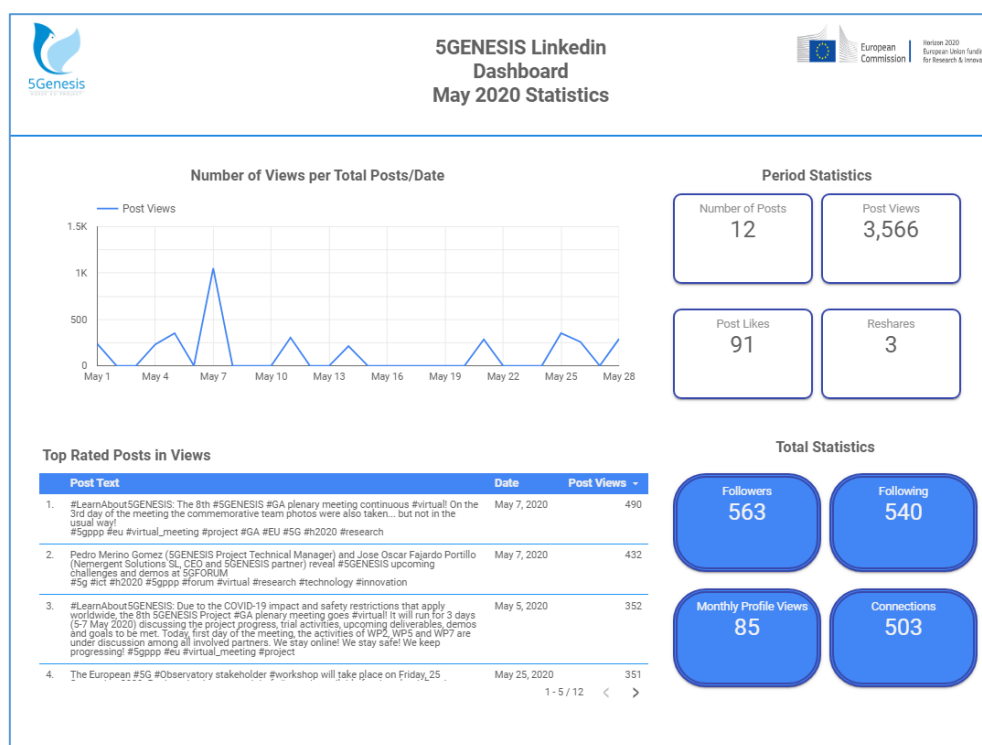 5Genesis
5GENESIS Linkedin
Dashboard
May 2020 Statistics
European
Commission
Horizon 2020
European Union fundin
for Research & Innova
Number of Views per Total Posts/Date
Post Views
1.5K
1K
500
0
May 1 May 4 May 7 May 10 May 13 May 16 May 19 May 22 May 25 May 28
Period Statistics
Number of Posts
12
Post Views
3,566
Post Likes
91
Reshares
3
Top Rated Posts in Views
Post Text Date Post Views
1. #LearnAbout5GENESIS: The 8th #5GENESIS #GA plenary meeting continuous #virtual! On the May 7, 2020 490
3rd day of the meeting the commemorative team photos were also taken... but not in the
usual way!
#5gppp #eu #virtual_meeting #project #GA #EU #5G #h2020 #research
2. Pedro Merino Gomez (5GENESIS Project Technical Manager) and Jose Oscar Fajardo Portillo May 7, 2020 432
(Nemergent Solutions SL, CEO and 5GENESIS partner) reveal #5GENESIS upcoming
challenges and demos at 5GFORUM
#5g #ict #h2020 #5gppp #forum #virtual #research #technology #innovation
3. #LearnAbout5GENESIS: Due to the COVID-19 impact and safety restrictions that apply May 5, 2020 352
worldwide, the 8th 5GENESIS Project #GA plenary meeting goes #virtual! It will run for 3 days
(5-7 May 2020) discussing the project progress, trial activities, upcoming deliverables, demos
and goals to be met. Today, first day of the meeting, the activities of WP2, WP5 and WP7 are
under discussion among all involved partners. We stay online! We stay safe! We keep
progressing! #5gppp #eu #virtual_meeting #project
4. The European #5G #Observatory stakeholder #workshop will take place on Friday, 25 May 25, 2020 351
1 - 5 / 12
Total Statistics
Followers
563
Following
540
Monthly Profile Views
85
Connections
503